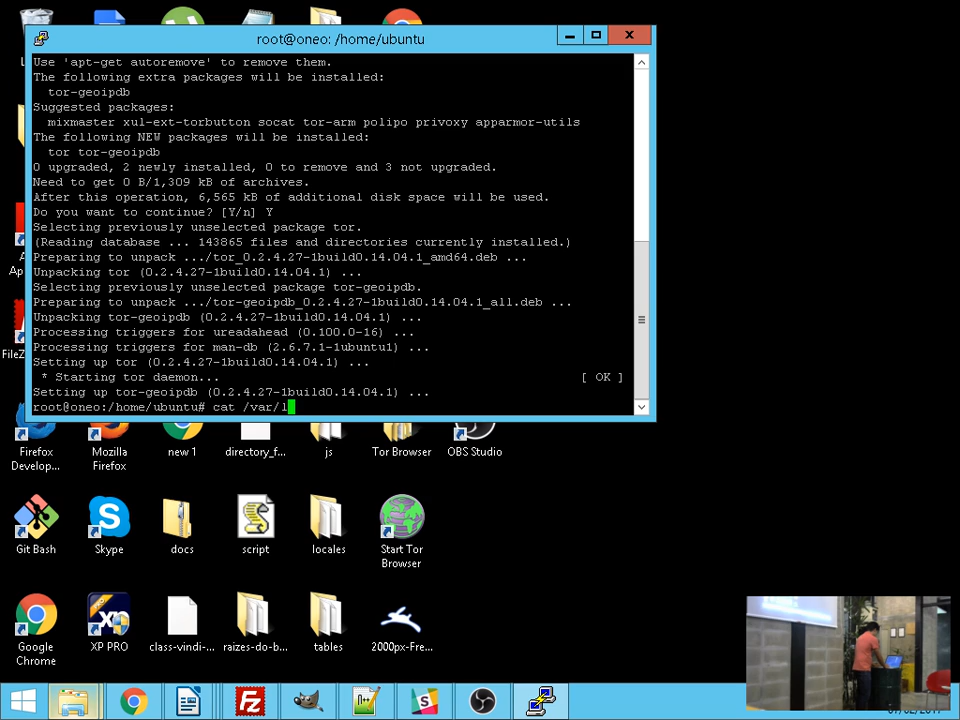 root@oneo: /home/ubuntu
Use 'apt-get autoremove' to remove them.
The following extra packages will be installed:
tor-geoipdb
Suggested packages:
mixmaster xul-ext-torbutton socat tor-arm polipo privoxy apparmor-utils
The following NEW packages will be installed:
tor tor-geoipdb
0 upgraded, 2 newly installed, 0 to remove and 3 not upgraded.
Need to get 0 B/1,309 kB of archives.
After this operation, 6,565 kB of additional disk space will be used.
Do you want to continue? [Y/n] Y
Selecting previously unselected package tor.
(Reading database ... 143865 files and directories currently installed.)
Preparing to unpack .../tor_0.2.4.27-1build0.14.04.1_amd64.deb ...
Unpacking tor (0.2.4.27-1build0.14.04.1) ...
Selecting previously unselected package tor-geoipdb.
Preparing to unpack .../tor-geoipdb_0.2.4.27-1build0.14.04.1_all.deb ...
Unpacking tor-geoipdb (0.2.4.27-1build0.14.04.1) ...
Processing triggers for ureadahead (0.100.0-16) ...
Processing triggers for man-db (2.6.7.1-1ubuntu1) ...
Setting up tor (0.2.4.27-1build0.14.04.1) ...
* Starting tor daemon... [ OK ]
Setting up tor-geoipdb (0.2.4.27-1build0.14.04.1) ...
root@oneo:/home/ubuntu# cat /var/l
Firefox Develop...
Mozilla Firefox
new 1
directory_f...
js
Tor Browser
OBS Studio
Git Bash
Skype
docs
script
locales
Start Tor Browser
Google Chrome
XP PRO
class-vindi-...
raizes-do-b...
tables
2000px-Fre...